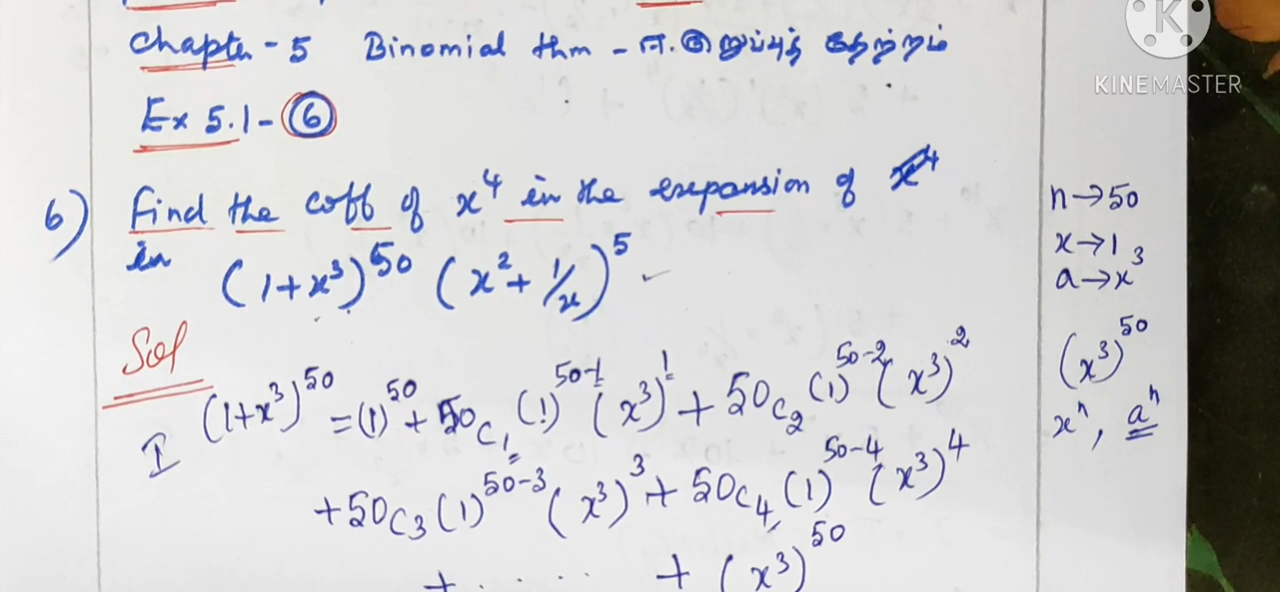 Chapter - 5 Binomial thm - ஈ.றுப்புத் தேற்றம்
K
KINEMASTER
Ex 5.1 - 6
6) Find the coff of x⁴ in the expansion of x⁴
in (1+x³)⁵⁰ (x² + 1/x)⁵
n → 50
x → 1
a → x³
(x³)⁵⁰
xⁿ, aⁿ
Sol
I (1+x³)⁵⁰ = (1)⁵⁰ + 50C₁ (1)⁵⁰⁻¹ (x³)¹ + 50C₂ (1)⁵⁰⁻² (x³)²
+ 50C₃ (1)⁵⁰⁻³ (x³)³ + 50C₄ (1)⁵⁰⁻⁴ (x³)⁴
+ . . . . + (x³)⁵⁰